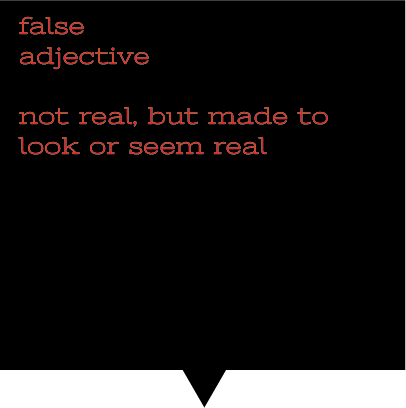 false
adjective
not real, but made to
look or seem real